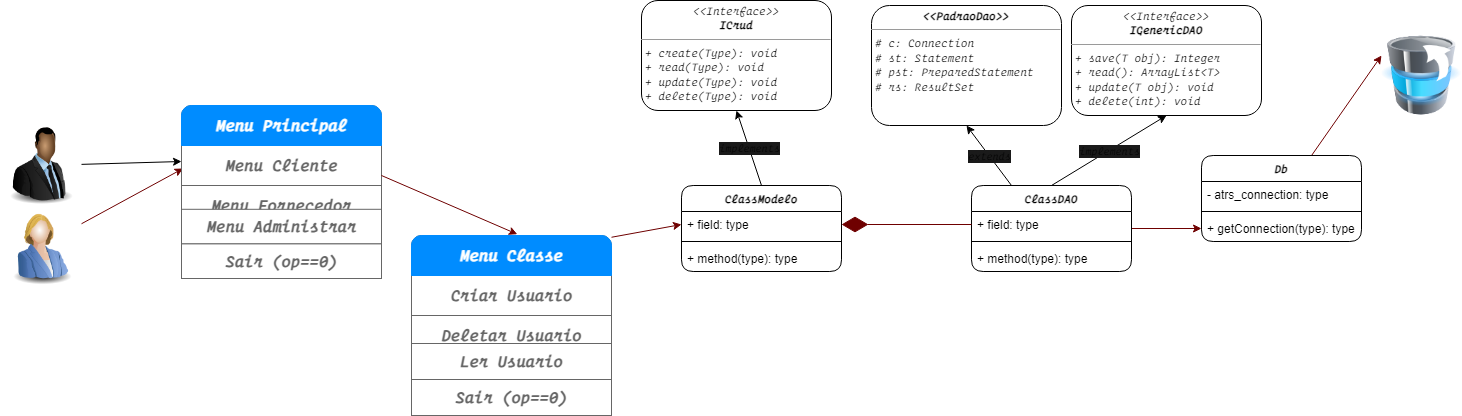 Menu Principal
Menu Cliente
Menu Fornecedor
Menu Administrar
Sair (op==0)
Menu Classe
Criar Usuario
Deletar Usuario
Ler Usuario
Sair (op==0)
<<Interface>>
ICrud
+ create(Type): void
+ read(Type): void
+ update(Type): void
+ delete(Type): void
implements
ClassModelo
+ field: type
+ method(type): type
<<PadraoDao>>
# c: Connection
# st: Statement
# pst: PreparedStatement
# rs: ResultSet
extends
<<Interface>>
IGenericDAO
+ save(T obj): Integer
+ read(): ArrayList<T>
+ update(T obj): void
+ delete(int): void
implements
ClassDAO
+ field: type
+ method(type): type
Db
- atrs_connection: type
+ getConnection(type): type